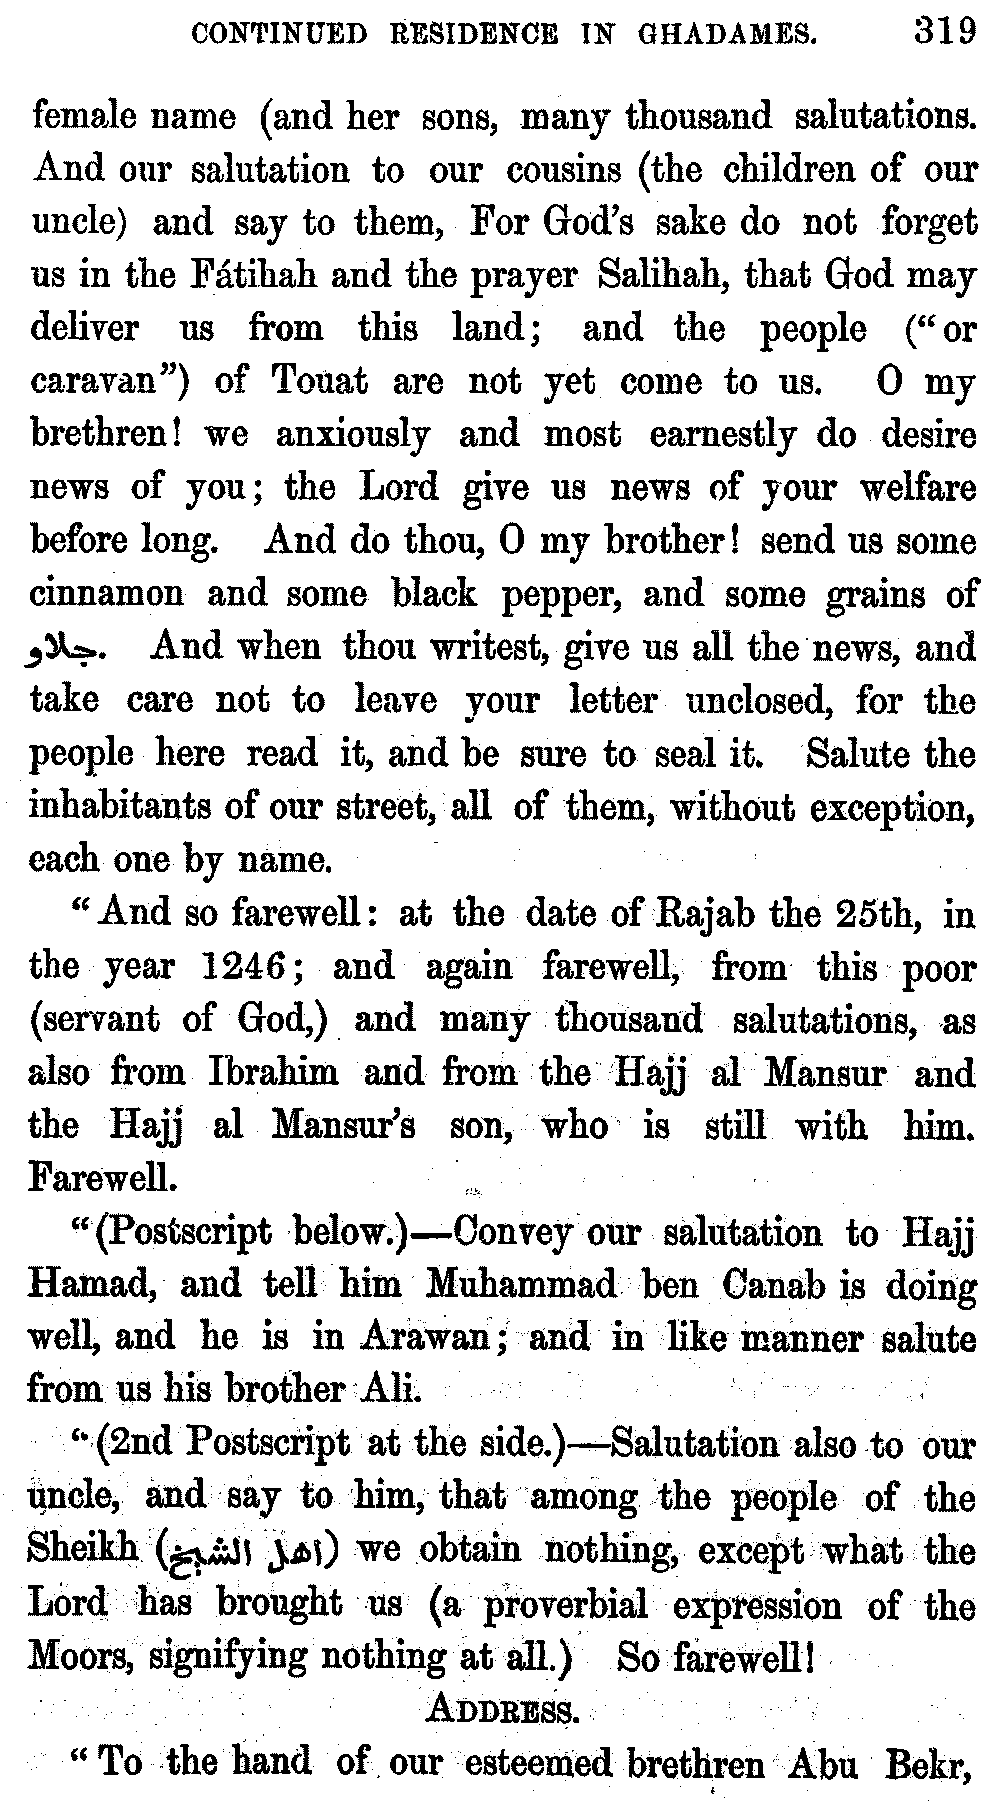 CONTINUED RESIDENCE IN GHADAMES. 319
female name (and her sons, many thousand salutations.
And our salutation to our cousins (the children of our
uncle) and say to them, For God's sake do not forget
us in the Fátihah and the prayer Salihah, that God may
deliver us from this land; and the people ("or
caravan") of Touat are not yet come to us. O my
brethren! we anxiously and most earnestly do desire
news of you; the Lord give us news of your welfare
before long. And do thou, O my brother! send us some
cinnamon and some black pepper, and some grains of
جلاو. And when thou writest, give us all the news, and
take care not to leave your letter unclosed, for the
people here read it, and be sure to seal it. Salute the
inhabitants of our street, all of them, without exception,
each one by name.
"And so farewell: at the date of Rajab the 25th, in
the year 1246; and again farewell, from this poor
(servant of God,) and many thousand salutations, as
also from Ibrahim and from the Hajj al Mansur and
the Hajj al Mansur's son, who is still with him.
Farewell.
"(Postscript below.)—Convey our salutation to Hajj
Hamad, and tell him Muhammad ben Canab is doing
well, and he is in Arawan; and in like manner salute
from us his brother Ali.
"(2nd Postscript at the side.)—Salutation also to our
uncle, and say to him, that among the people of the
Sheikh (اهل الشيخ) we obtain nothing, except what the
Lord has brought us (a proverbial expression of the
Moors, signifying nothing at all.) So farewell!
ADDRESS.
"To the hand of our esteemed brethren Abu Bekr,